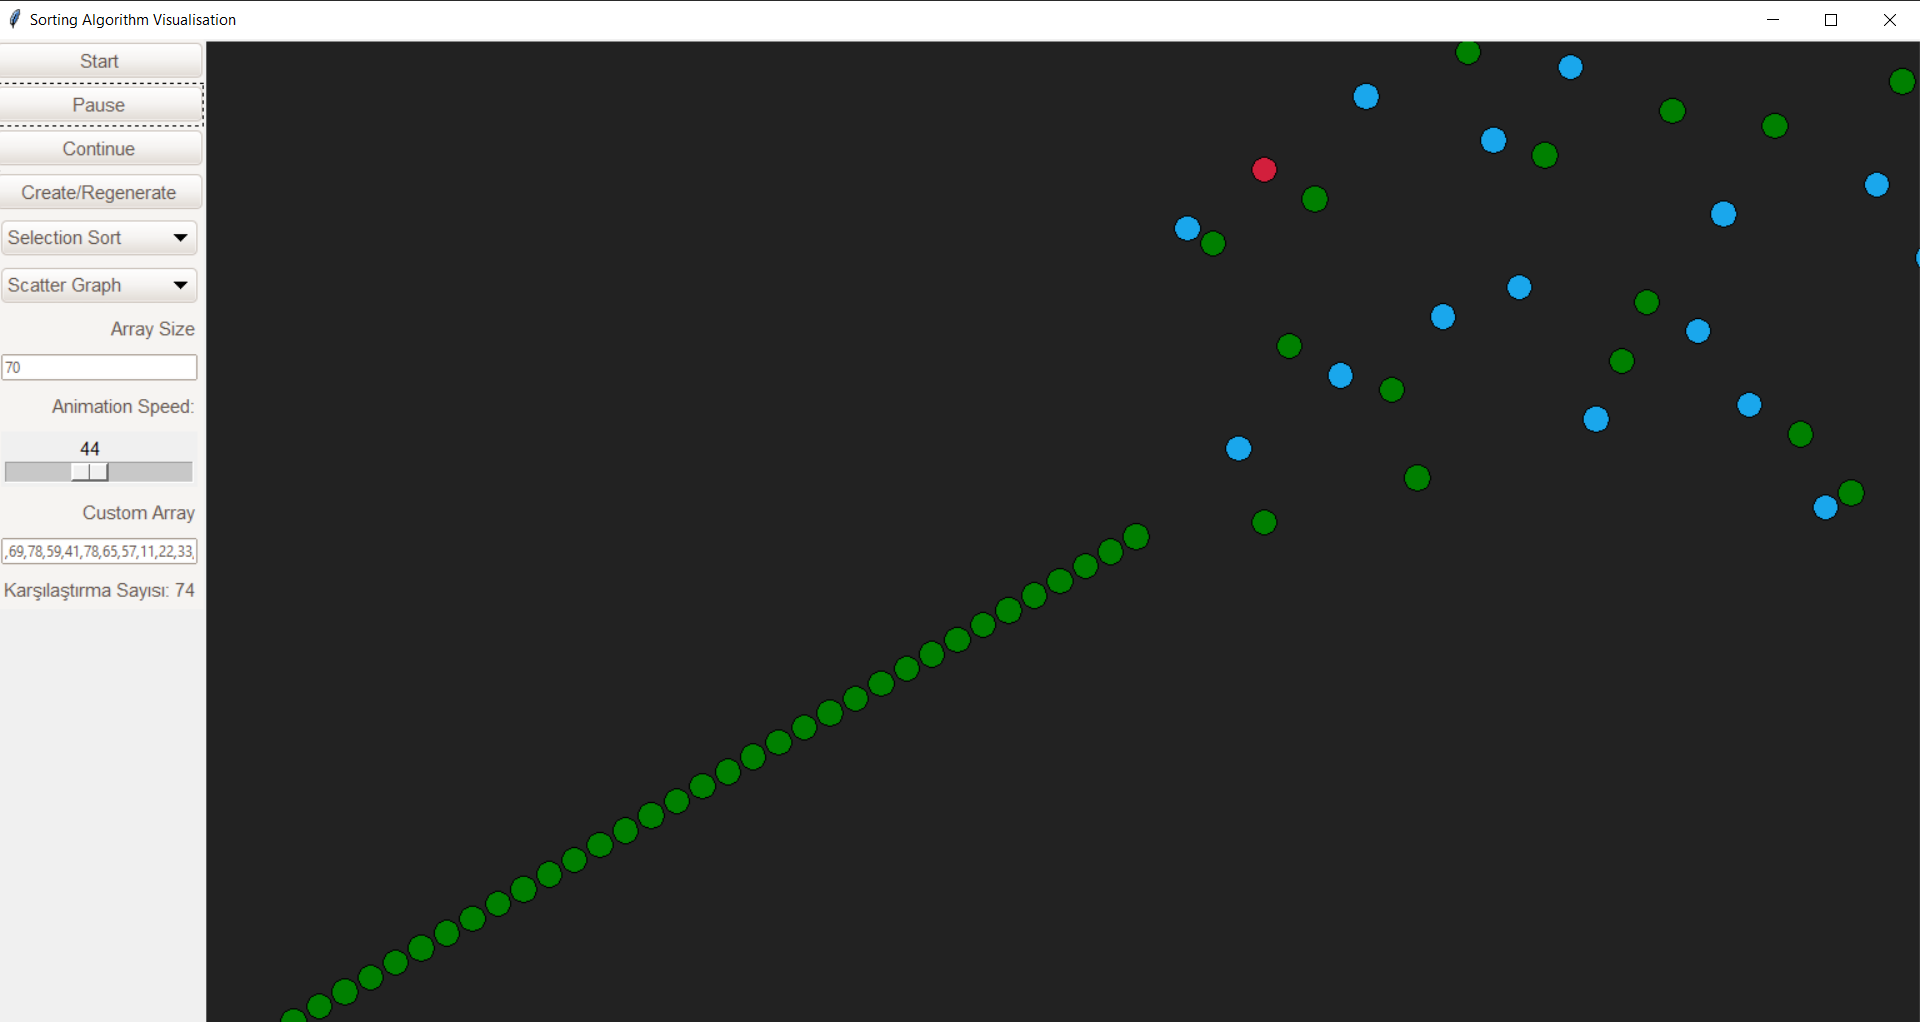 Sorting Algorithm Visualisation
Start
Pause
Continue
Create/Regenerate
Selection Sort
Scatter Graph
Array Size
70
Animation Speed:
44
Custom Array
,69,78,59,41,78,65,57,11,22,33,
Karşılaştırma Sayısı: 74